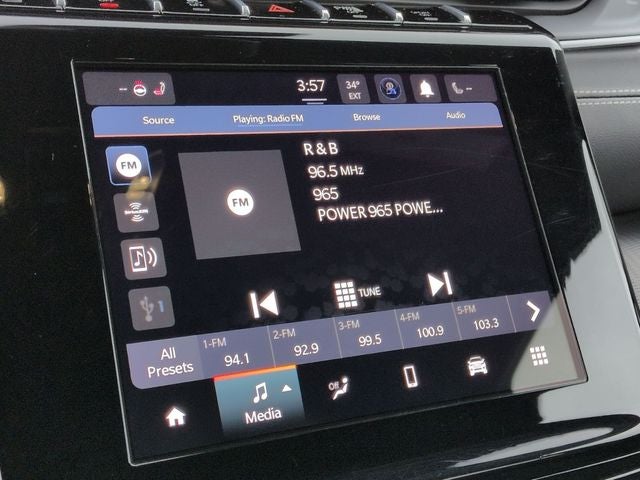 -- 3:57 34° EXT --
Source Playing: Radio FM Browse Audio
FM
R & B
96.5 MHz
965
POWER 965 POWE...
FM
SiriusXM
1
TUNE
All Presets
1-FM 94.1
2-FM 92.9
3-FM 99.5
4-FM 100.9
5-FM 103.3
Media
Off